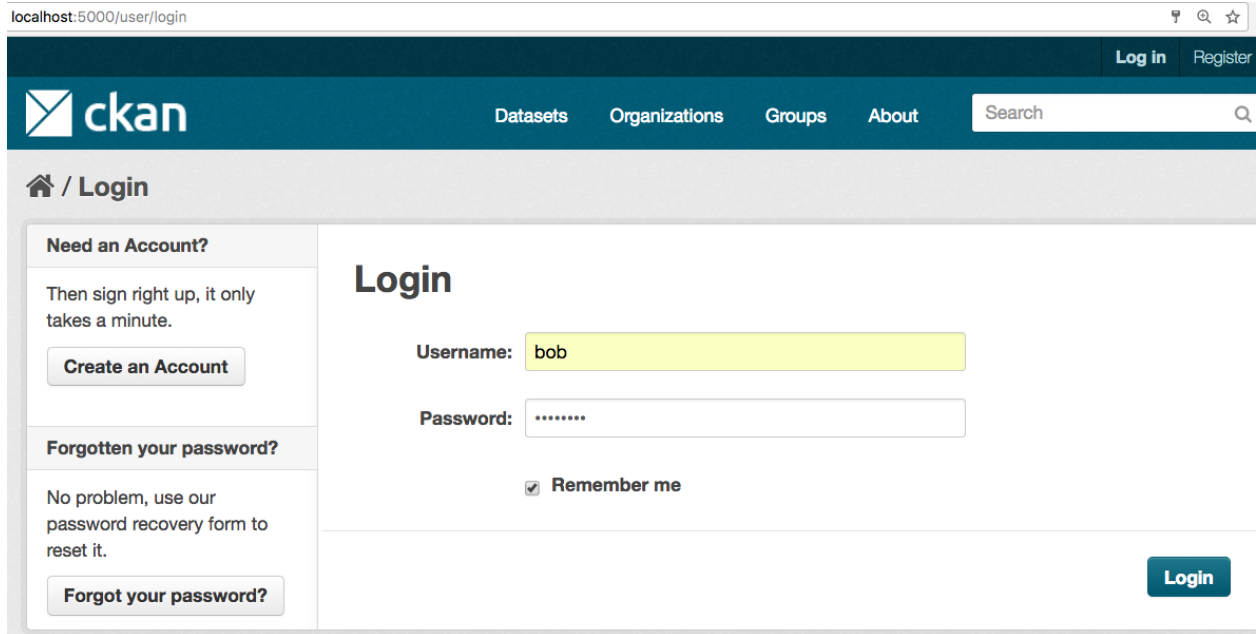 localhost:5000/user/login
Log in Register
ckan
Datasets Organizations Groups About Search
/ Login
Need an Account?
Then sign right up, it only
takes a minute.
Create an Account
Forgotten your password?
No problem, use our
password recovery form to
reset it.
Forgot your password?
Login
Username: bob
Password: ••••••••
Remember me
Login